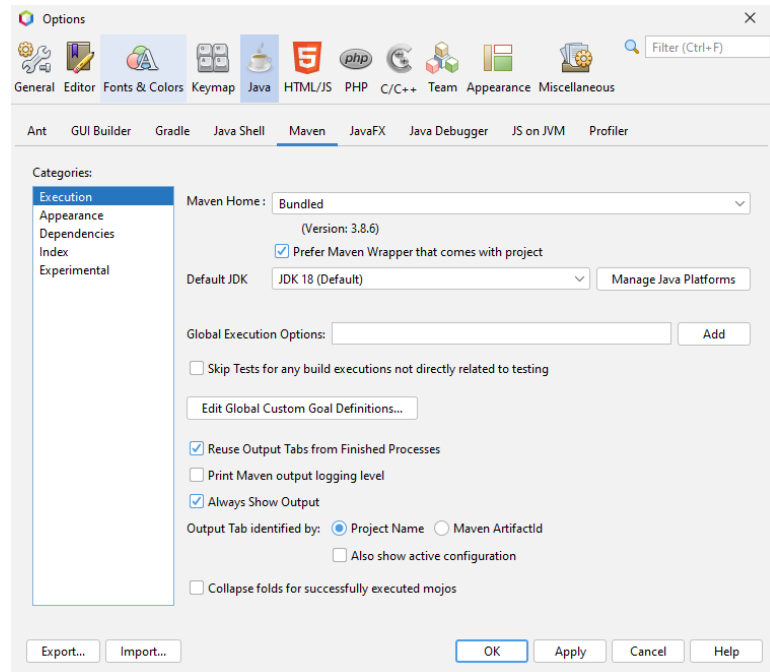 Options
Filter (Ctrl+F)
General Editor Fonts & Colors Keymap Java HTML/JS PHP C/C++ Team Appearance Miscellaneous
Ant GUI Builder Gradle Java Shell Maven JavaFX Java Debugger JS on JVM Profiler
Categories:
Execution
Appearance
Dependencies
Index
Experimental
Maven Home : Bundled
(Version: 3.8.6)
Prefer Maven Wrapper that comes with project
Default JDK JDK 18 (Default) Manage Java Platforms
Global Execution Options: Add
Skip Tests for any build executions not directly related to testing
Edit Global Custom Goal Definitions...
Reuse Output Tabs from Finished Processes
Print Maven output logging level
Always Show Output
Output Tab identified by: Project Name Maven ArtifactId
Also show active configuration
Collapse folds for successfully executed mojos
Export... Import... OK Apply Cancel Help